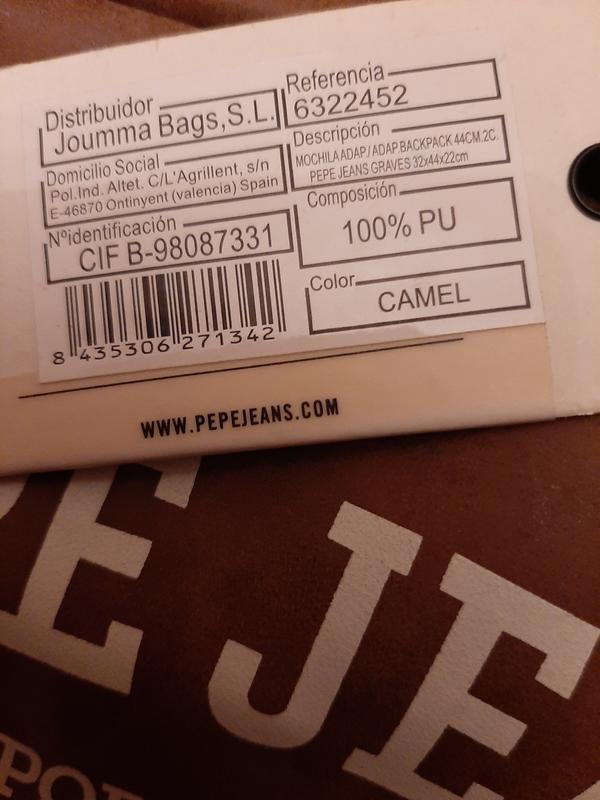 Distribuidor
Joumma Bags,S.L.
Domicilio Social
Pol.Ind. Altet. C/L'Agrillent, s/n
E-46870 Ontinyent (valencia) Spain
Nºidentificación
CIF B-98087331
8 435306 271342
Referencia
6322452
Descripción
MOCHILA ADAP/ ADAP.BACKPACK 44CM.2C.
PEPE JEANS GRAVES 32x44x22cm
Composición
100% PU
Color
CAMEL
WWW.PEPEJEANS.COM
PE JE